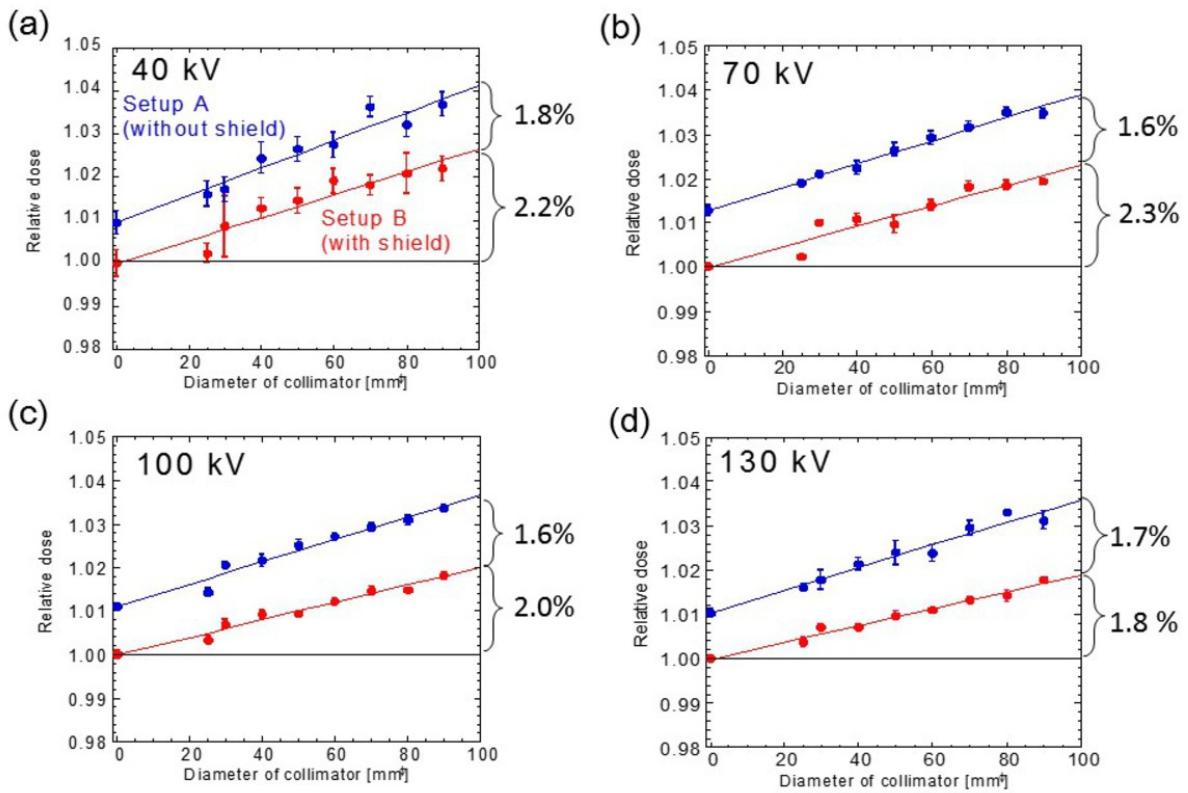 (a)
1.05
1.04
1.03
1.02
1.01
1.00
0.99
0.98
Relative dose
40 kV
Setup A
(without shield)
Setup B
(with shield)
1.8%
2.2%
0 20 40 60 80 100
Diameter of collimator [mmϕ]
(b)
1.05
1.04
1.03
1.02
1.01
1.00
0.99
0.98
Relative dose
70 kV
1.6%
2.3%
0 20 40 60 80 100
Diameter of collimator [mmϕ]
(c)
1.05
1.04
1.03
1.02
1.01
1.00
0.99
0.98
Relative dose
100 kV
1.6%
2.0%
0 20 40 60 80 100
Diameter of collimator [mmϕ]
(d)
1.05
1.04
1.03
1.02
1.01
1.00
0.99
0.98
Relative dose
130 kV
1.7%
1.8 %
0 20 40 60 80 100
Diameter of collimator [mmϕ]